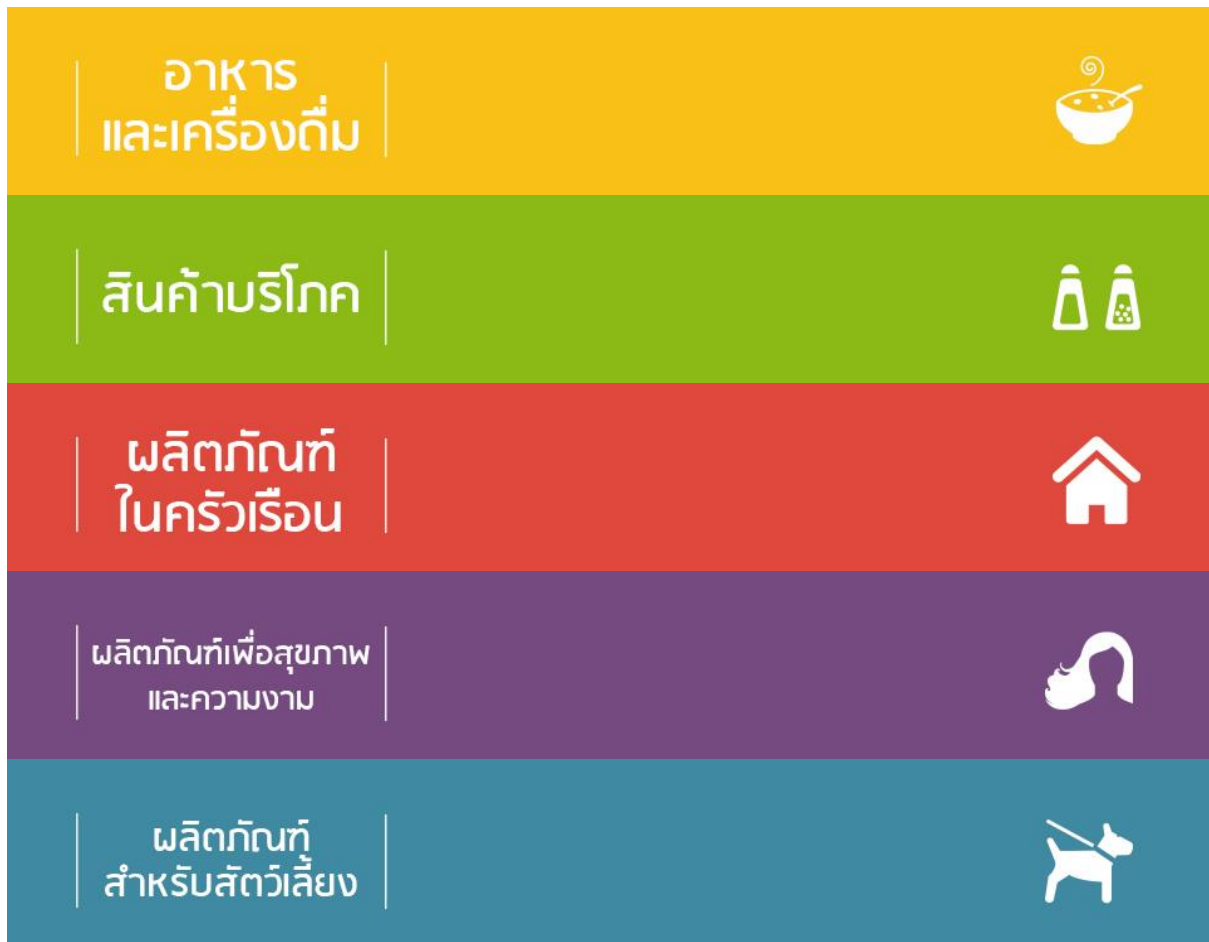 อาหาร
และเครื่องดื่ม
สินค้าบริโภค
ผลิตภัณฑ์
ในครัวเรือน
ผลิตภัณฑ์เพื่อสุขภาพ
และความงาม
ผลิตภัณฑ์
สำหรับสัตว์เลี้ยง